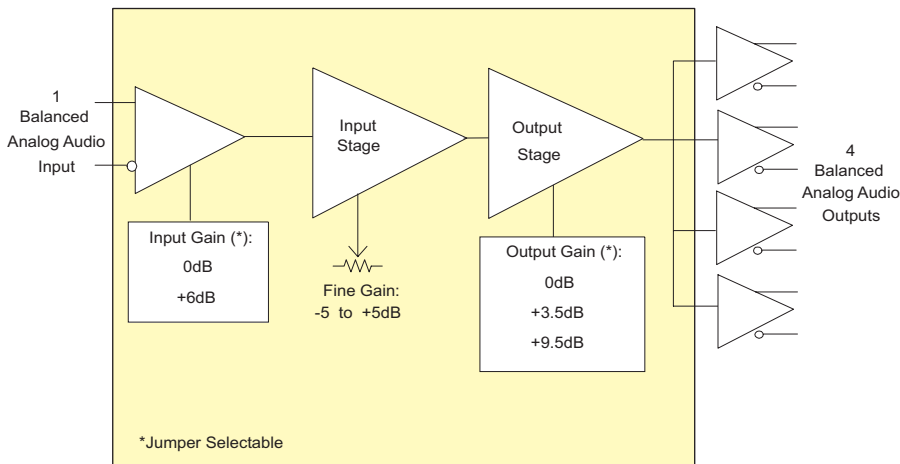 1
Balanced
Analog Audio
Input
Input
Stage
Output
Stage
4
Balanced
Analog Audio
Outputs
Input Gain (*):
0dB
+6dB
Fine Gain:
-5 to +5dB
Output Gain (*):
0dB
+3.5dB
+9.5dB
*Jumper Selectable